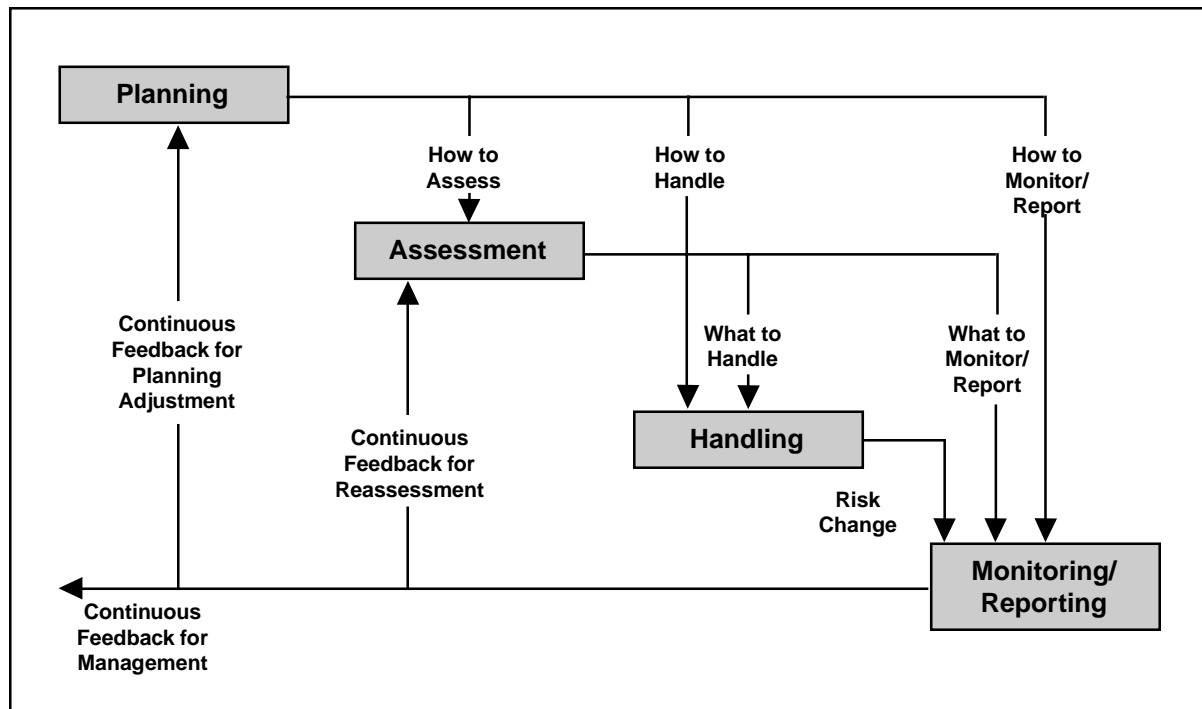 Planning
How to
Assess
How to
Handle
How to
Monitor/
Report
Assessment
Continuous
Feedback for
Planning
Adjustment
What to
Handle
What to
Monitor/
Report
Handling
Continuous
Feedback for
Reassessment
Risk
Change
Monitoring/
Reporting
Continuous
Feedback for
Management